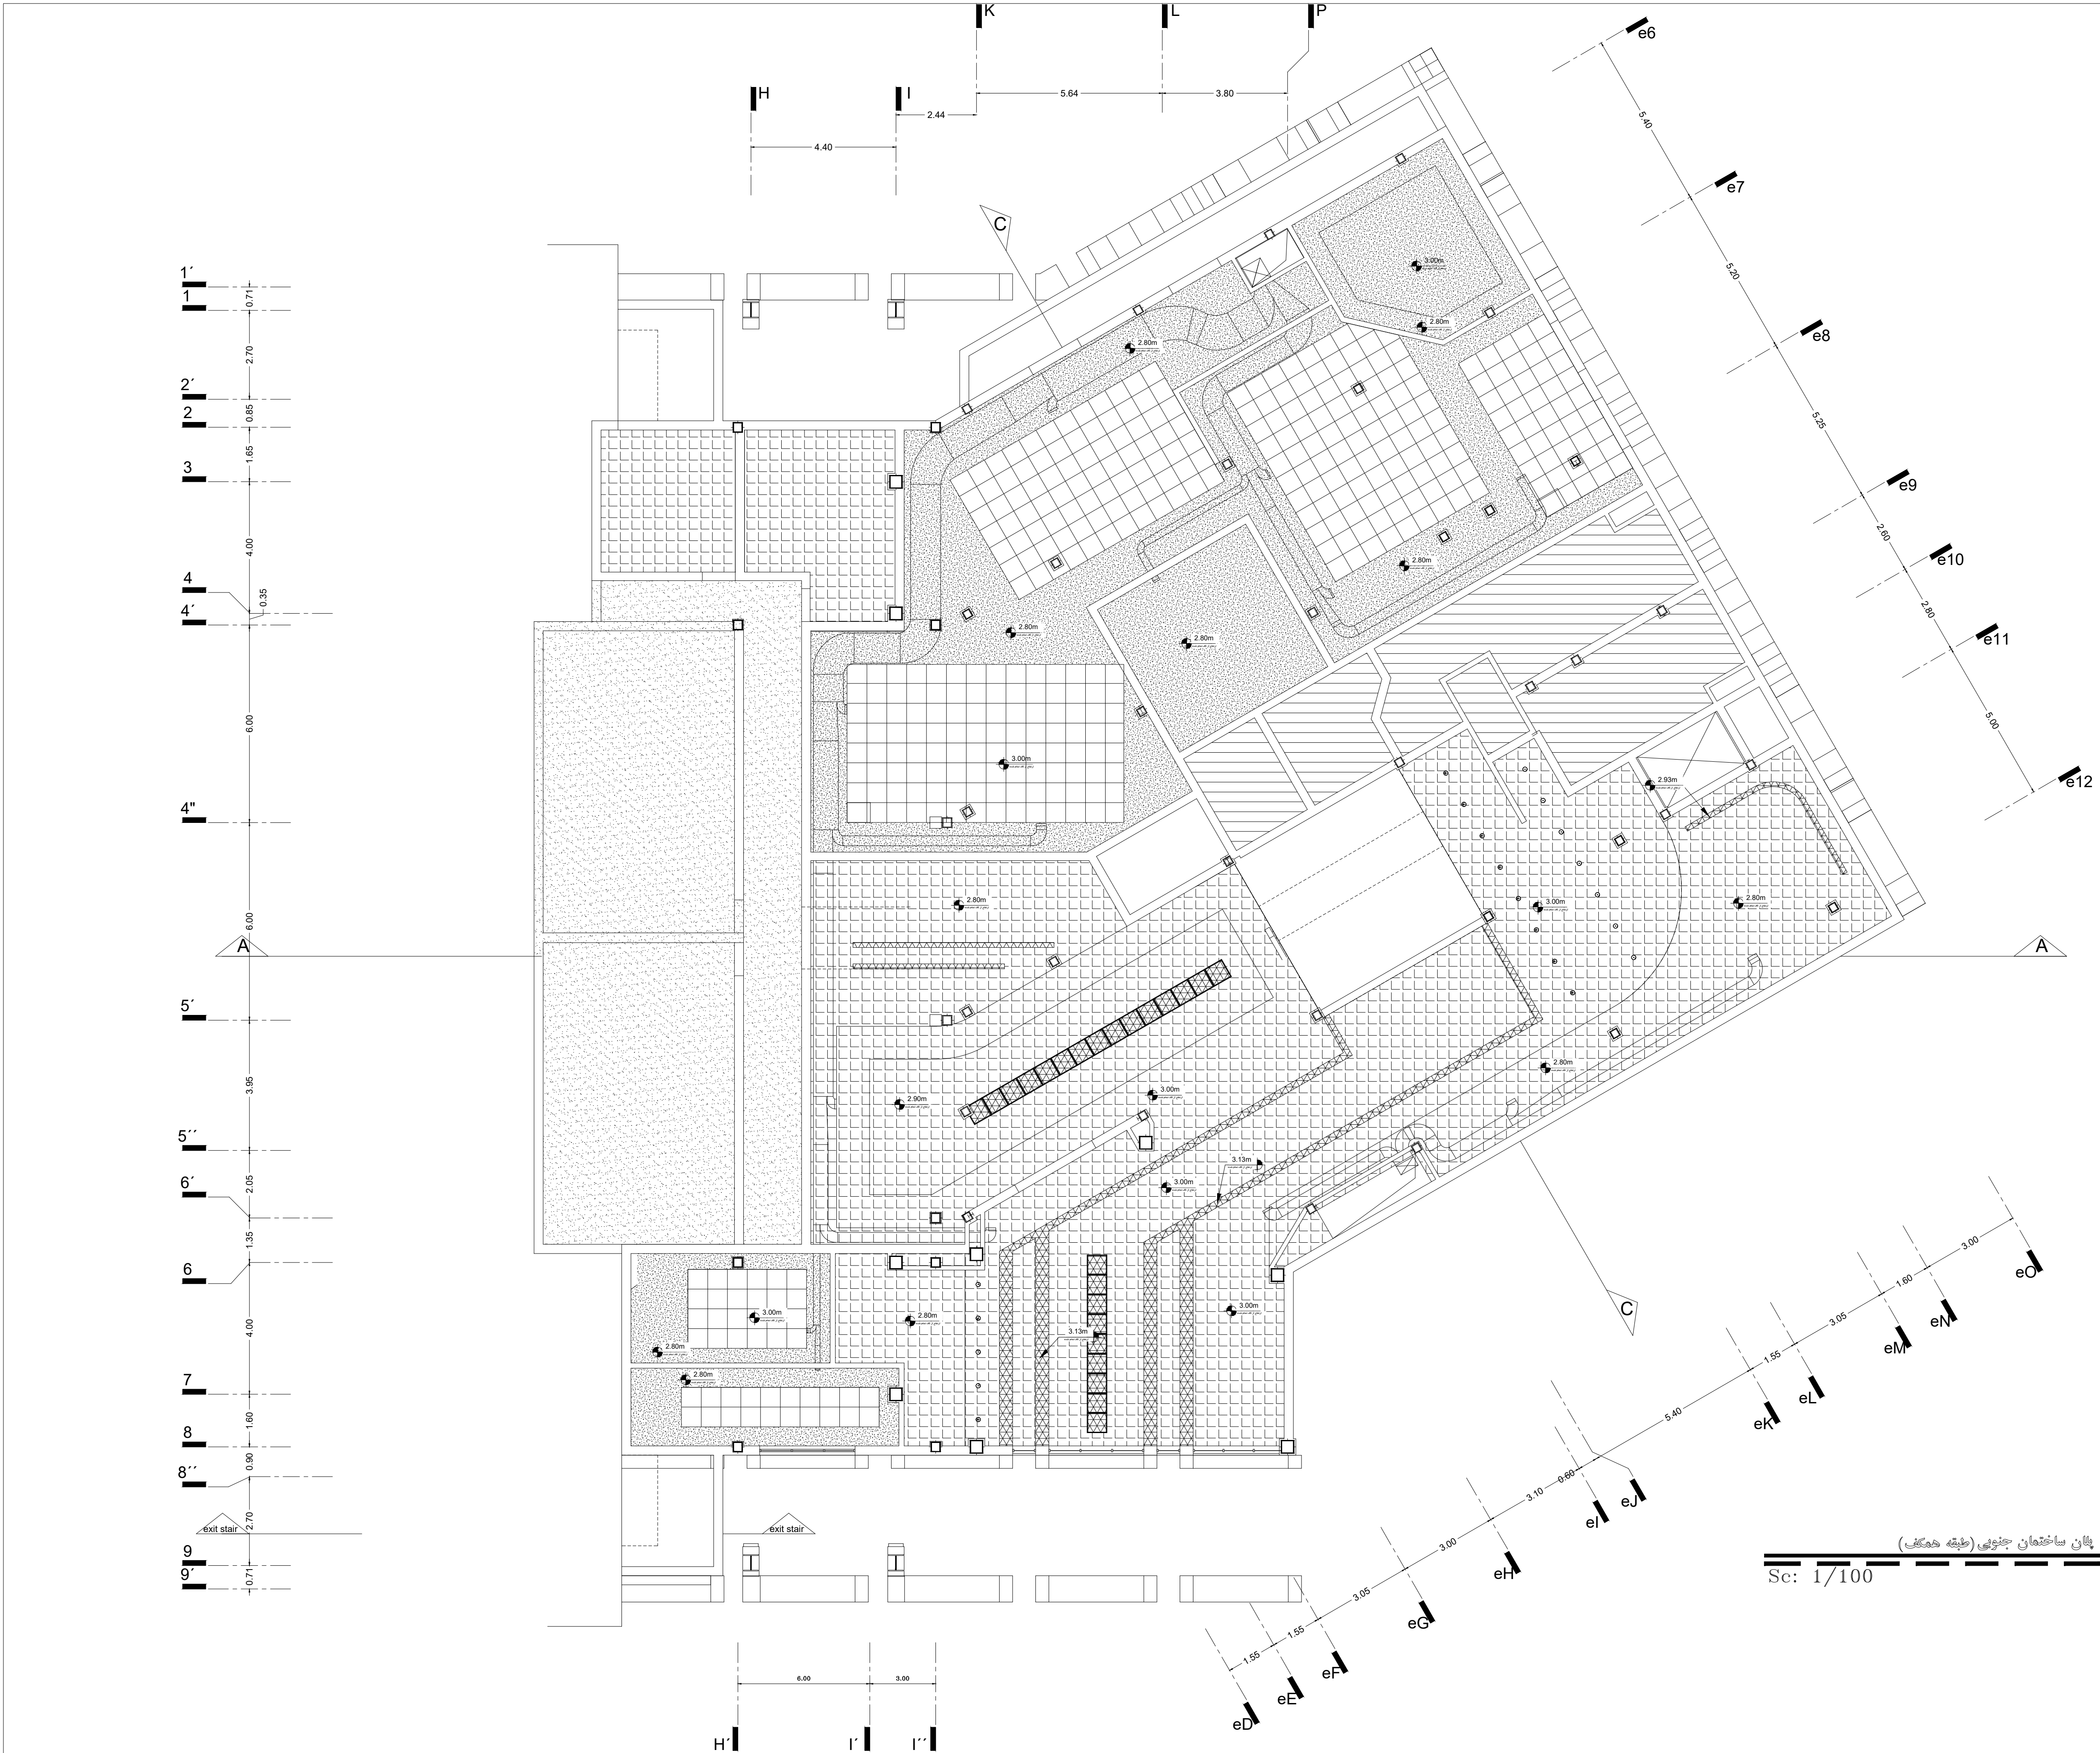 K
L
P
e6
H
I
5.64
3.80
2.44
4.40
5.40
e7
C
5.20
1´
0.71
1
3.00m
2.80m
2.80m
e8
2.70
2´
0.85
2
5.25
1.65
3
e9
4.00
2.80
2.80m
e10
4
0.35
4´
2.80m
2.80m
2.80
e11
6.00
5.00
3.00m
2.93m
e12
4"
2.80m
3.00m
2.80m
6.00
A
A
5´
3.95
2.90m
3.00m
2.80m
5´´
2.05
3.13m
3.00m
6´
1.35
6
3.00
eO
1.60
eN
3.00m
2.80m
3.00m
3.13m
C
3.05
eM
4.00
2.80m
1.55
eL
7
2.80m
eK
1.60
5.40
8
0.90
8´´
0.60
eJ
3.10
eI
2.70
exit stair
exit stair
3.00
eH
9
0.71
9´
3.05
eG
1.55
eF
1.55
eE
eD
پلان ساختمان جنوبی(طبقه همکف)
Sc: 1/100
6.00
3.00
H´
I´
I´´